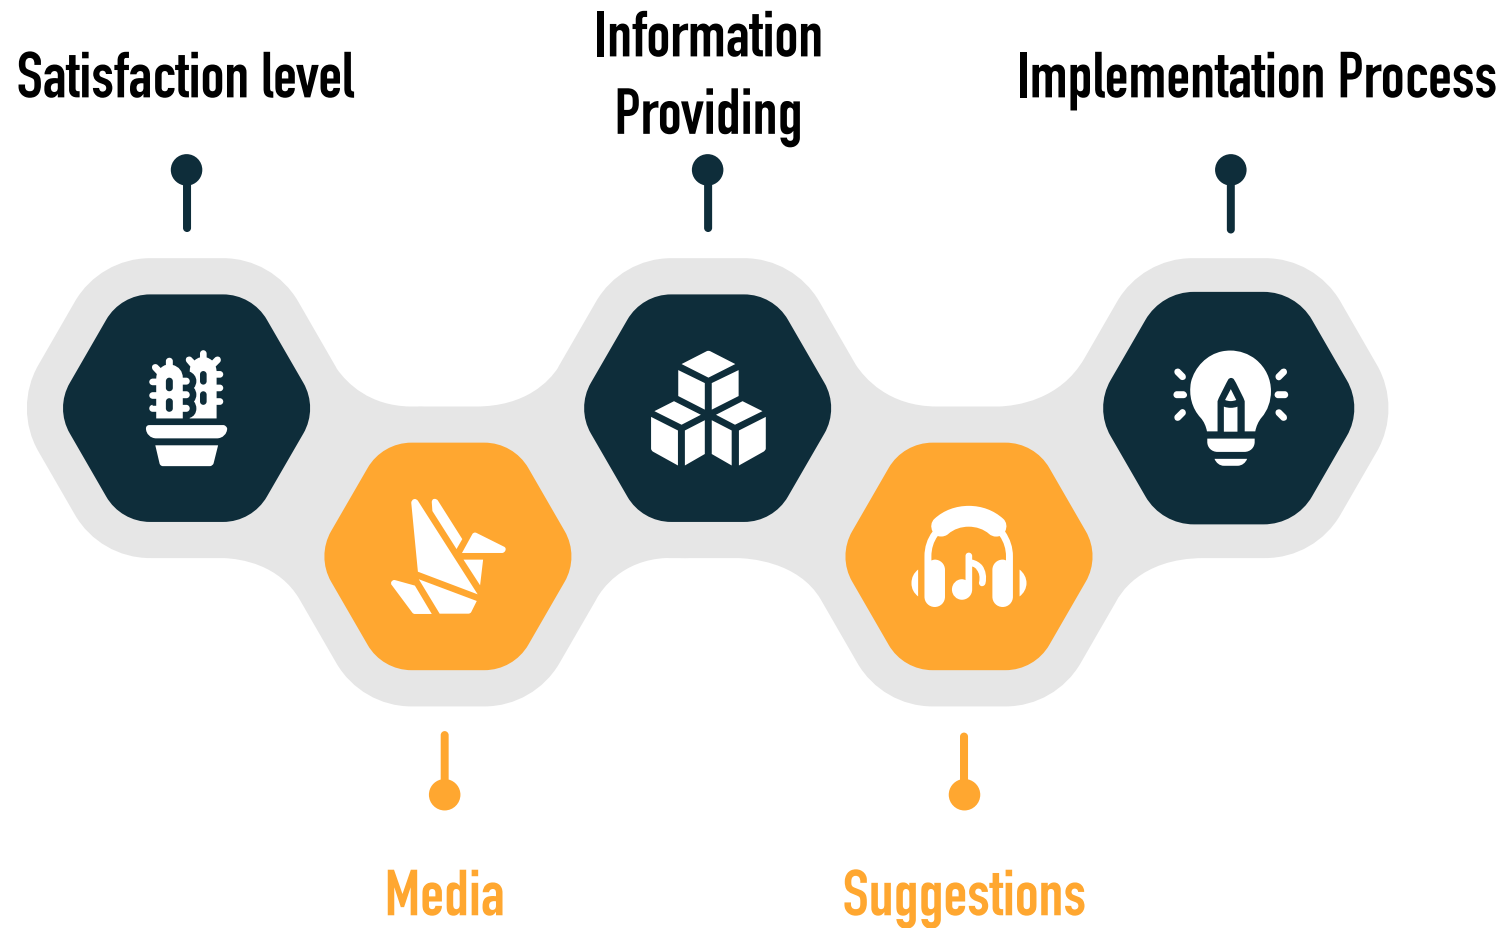 Satisfaction level
Information
Providing
Implementation Process
Media
Suggestions